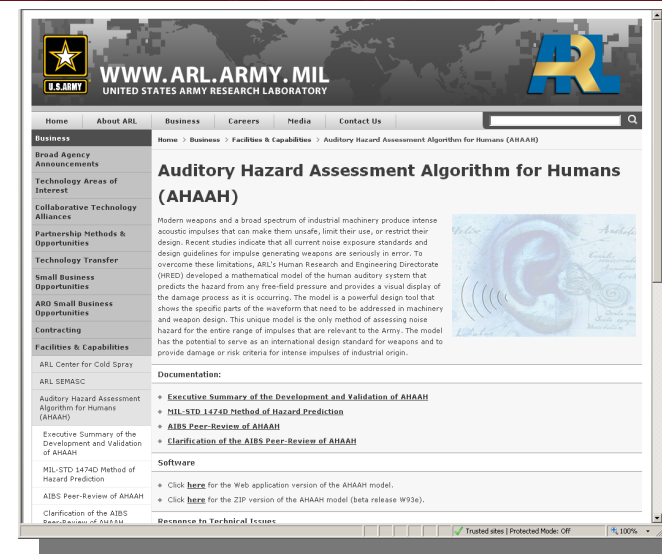 U.S.ARMY
WWW.ARL.ARMY.MIL
UNITED STATES ARMY RESEARCH LABORATORY
ARL
Home
About ARL
Business
Careers
Media
Contact Us
Business
Broad Agency
Announcements
Technology Areas of
Interest
Collaborative Technology
Alliances
Partnership Methods &
Opportunities
Technology Transfer
Small Business
Opportunities
ARO Small Business
Opportunities
Contracting
Facilities & Capabilities
ARL Center for Cold Spray
ARL SEMASC
Auditory Hazard Assessment
Algorithm for Humans
(AHAAH)
Executive Summary of the
Development and Validation
of AHAAH
MIL-STD 1474D Method of
Hazard Prediction
AIBS Peer-Review of AHAAH
Clarification of the AIBS
Peer-Review of AHAAH
Home > Business > Facilities & Capabilities > Auditory Hazard Assessment Algorithm for Humans (AHAAH)
Auditory Hazard Assessment Algorithm for Humans
(AHAAH)
Modern weapons and a broad spectrum of industrial machinery produce intense
acoustic impulses that can make them unsafe, limit their use, or restrict their
design. Recent studies indicate that all current noise exposure standards and
design guidelines for impulse generating weapons are seriously in error. To
overcome these limitations, ARL's Human Research and Engineering Directorate
(HRED) developed a mathematical model of the human auditory system that
predicts the hazard from any free-field pressure and provides a visual display of
the damage process as it is occurring. The model is a powerful design tool that
shows the specific parts of the waveform that need to be addressed in machinery
and weapon design. This unique model is the only method of assessing noise
hazard for the entire range of impulses that are relevant to the Army. The model
has the potential to serve as an international design standard for weapons and to
provide damage or risk criteria for intense impulses of industrial origin.
Documentation:
Executive Summary of the Development and Validation of AHAAH
MIL-STD 1474D Method of Hazard Prediction
AIBS Peer-Review of AHAAH
Clarification of the AIBS Peer-Review of AHAAH
Software
Click here for the Web application version of the AHAAH model.
Click here for the ZIP version of the AHAAH model (beta release W93e).
Response to Technical Issues
Trusted sites | Protected Mode: Off
100%